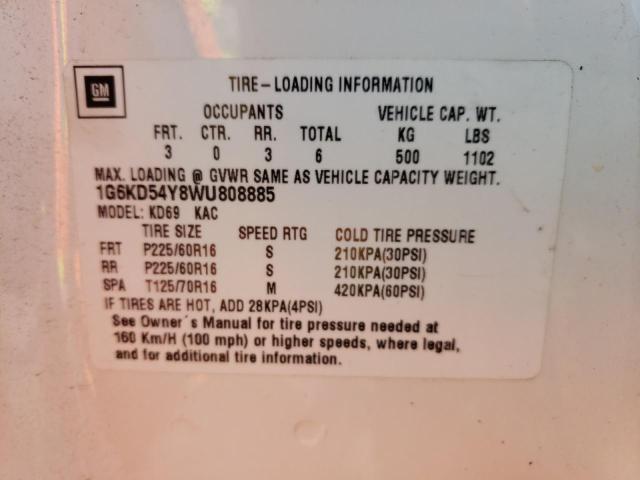 GM
TIRE-LOADING INFORMATION
OCCUPANTS VEHICLE CAP. WT.
FRT. CTR. RR. TOTAL KG LBS
3 0 3 6 500 1102
MAX. LOADING @ GVWR SAME AS VEHICLE CAPACITY WEIGHT.
1G6KD54Y8WU808885
MODEL: KD69 KAC
TIRE SIZE SPEED RTG COLD TIRE PRESSURE
FRT P225/60R16 S 210KPA(30PSI)
RR P225/60R16 S 210KPA(30PSI)
SPA T125/70R16 M 420KPA(60PSI)
IF TIRES ARE HOT, ADD 28KPA(4PSI)
See Owner's Manual for tire pressure needed at
160 Km/H (100 mph) or higher speeds, where legal,
and for additional tire information.